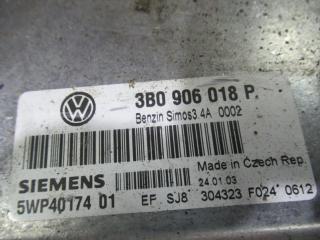 3B0 906 018 P
Benzin Simos3.4A 0002
Made in Czech Rep.
SIEMENS 24.01.03
5WP40174 01 EF SJ8 304323 F024 0612